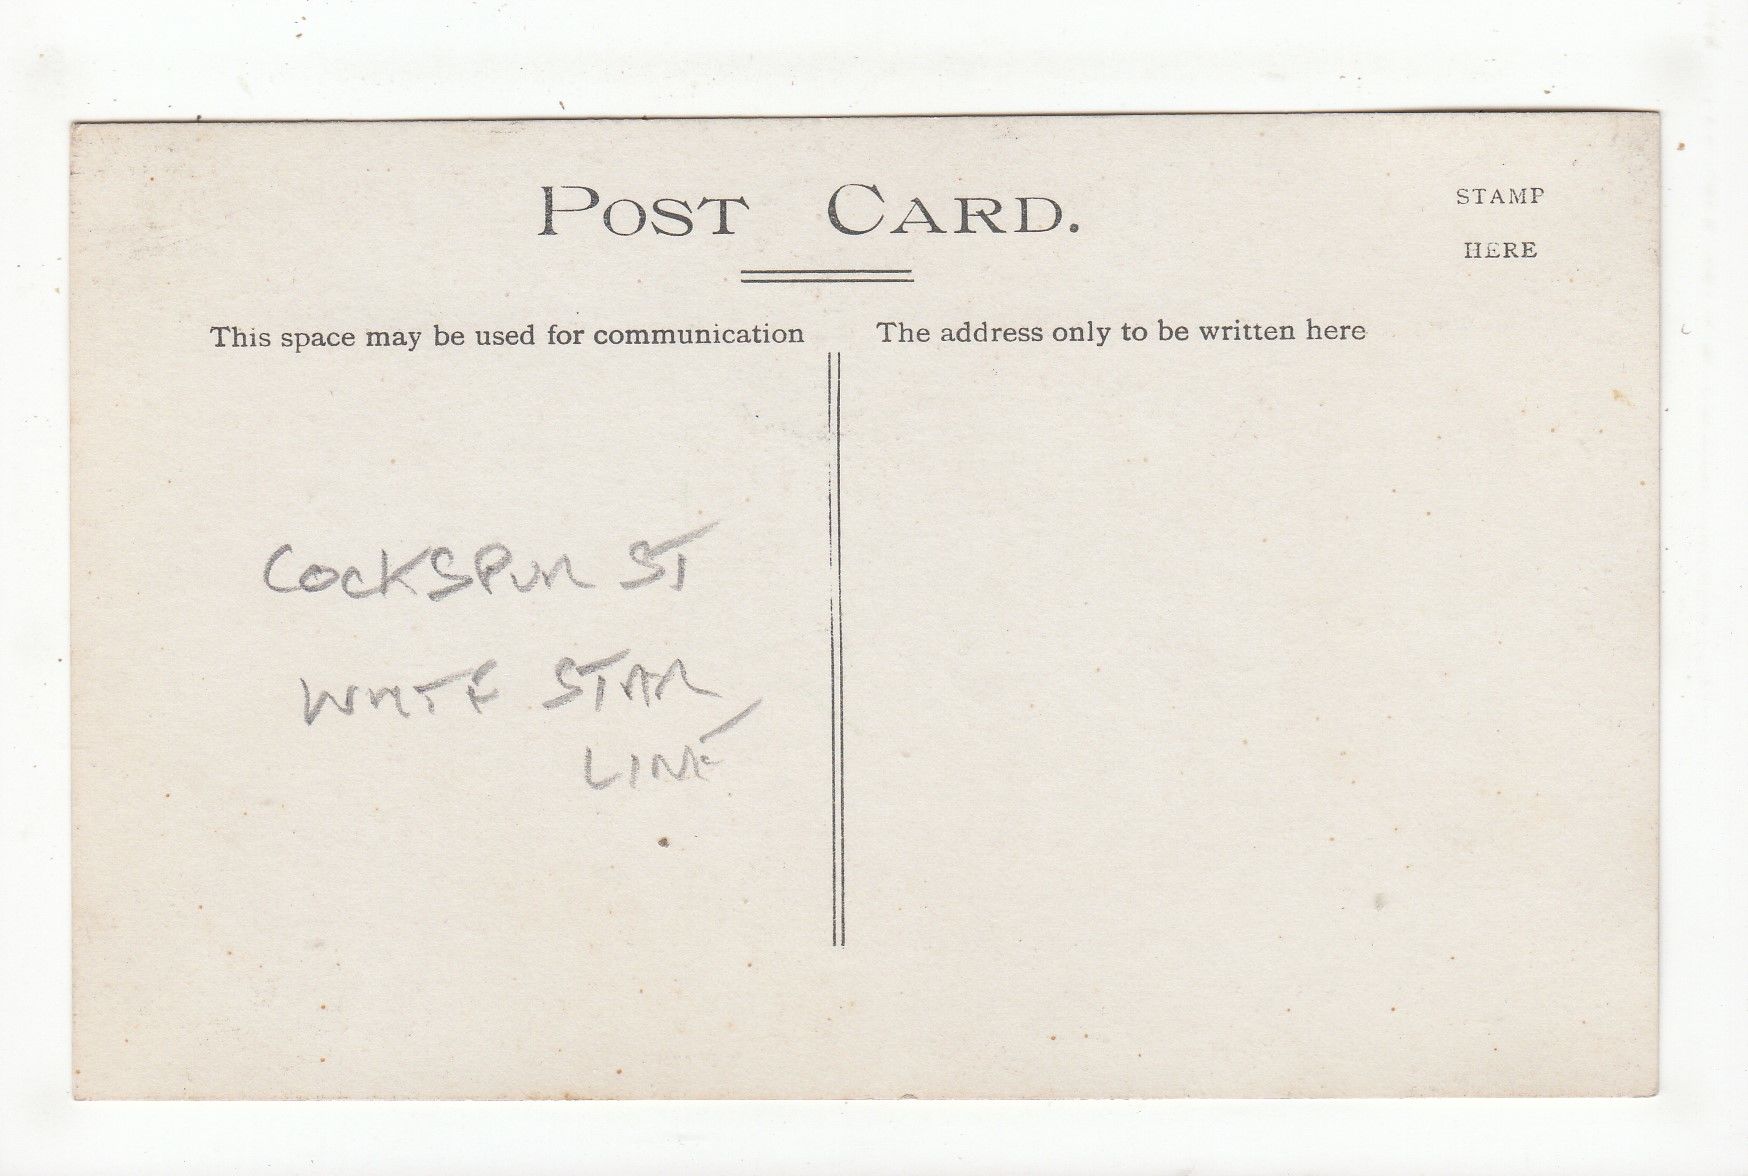 POST CARD.
STAMP
HERE
This space may be used for communication
The address only to be written here
COCKSPUR ST
WHITE STAR
LINE